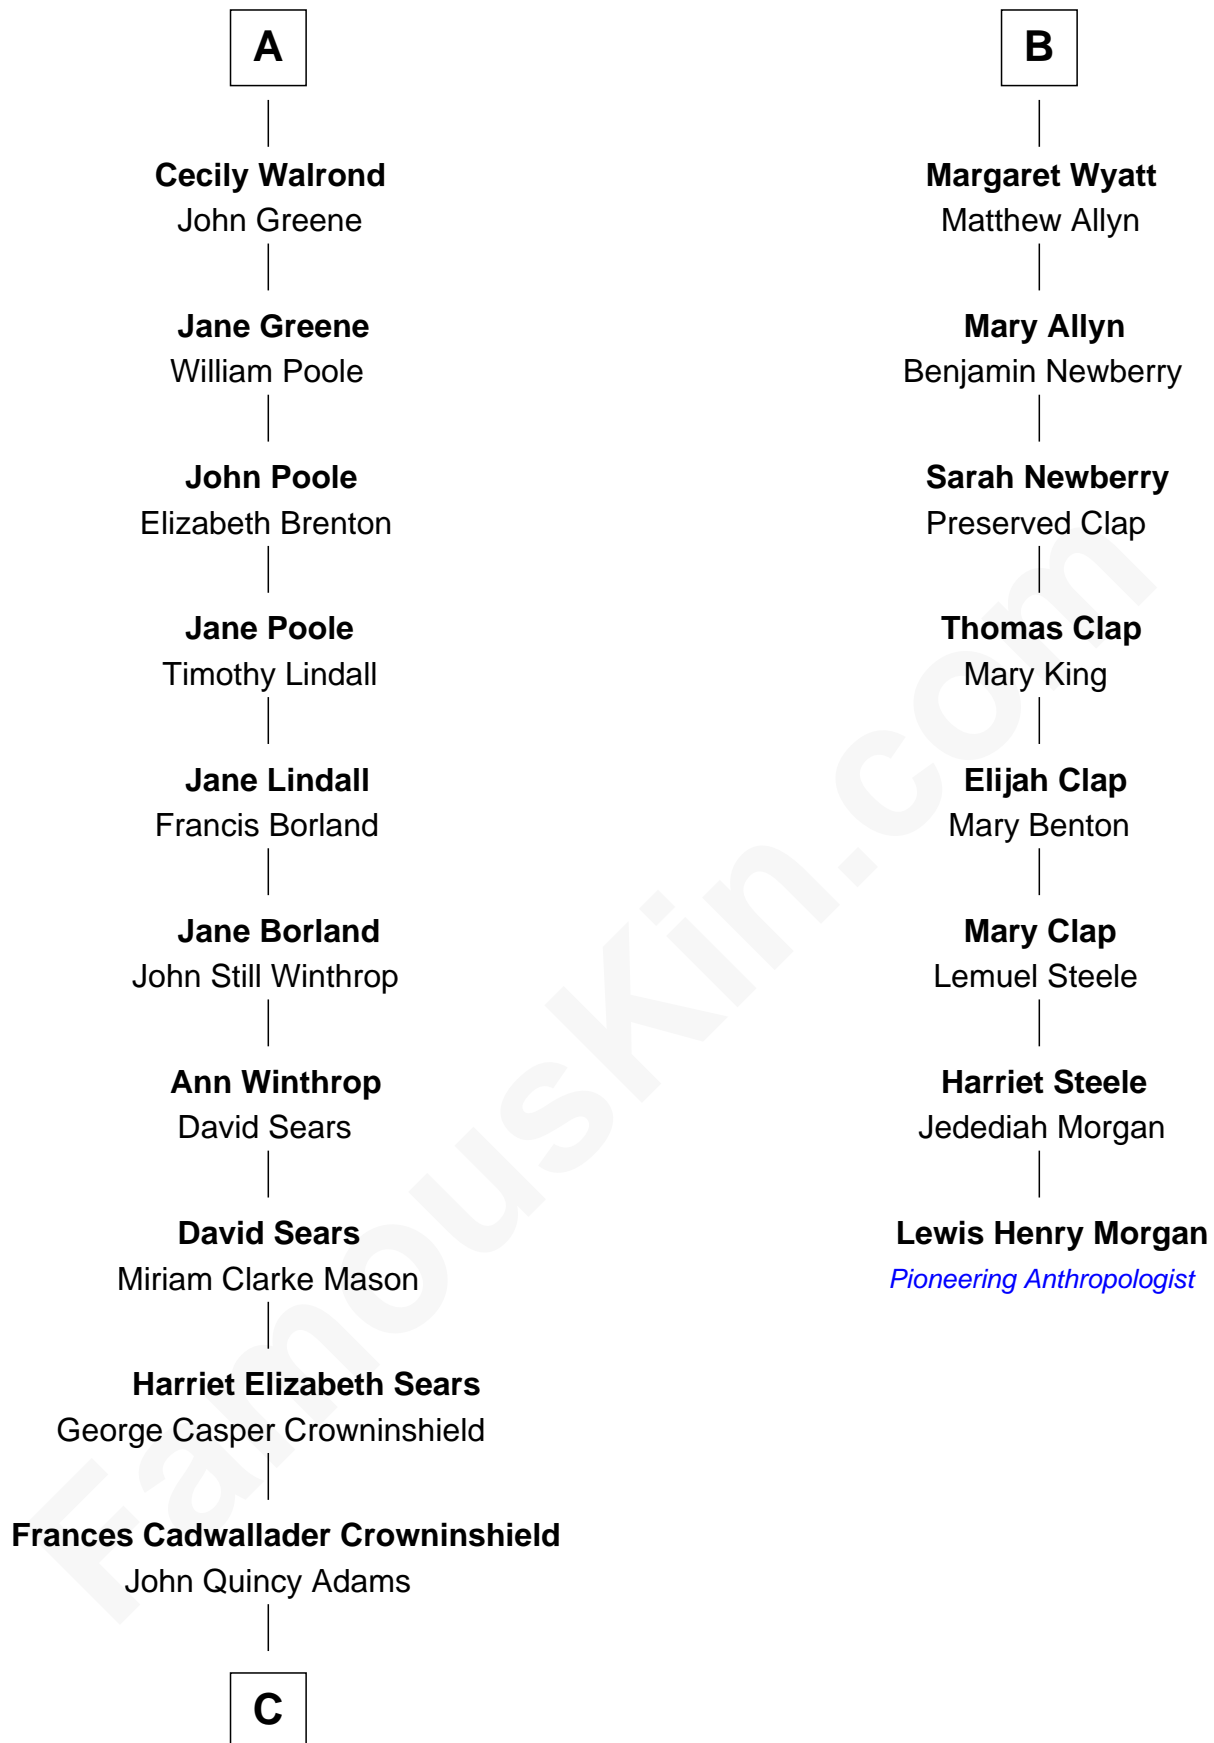 A
Cecily Walrond
John Greene
Jane Greene
William Poole
John Poole
Elizabeth Brenton
Jane Poole
Timothy Lindall
Jane Lindall
Francis Borland
Jane Borland
John Still Winthrop
Ann Winthrop
David Sears
David Sears
Miriam Clarke Mason
Harriet Elizabeth Sears
George Casper Crowninshield
Frances Cadwallader Crowninshield
John Quincy Adams
C
B
Margaret Wyatt
Matthew Allyn
Mary Allyn
Benjamin Newberry
Sarah Newberry
Preserved Clap
Thomas Clap
Mary King
Elijah Clap
Mary Benton
Mary Clap
Lemuel Steele
Harriet Steele
Jedediah Morgan
Lewis Henry Morgan
Pioneering Anthropologist
FamousKin.com